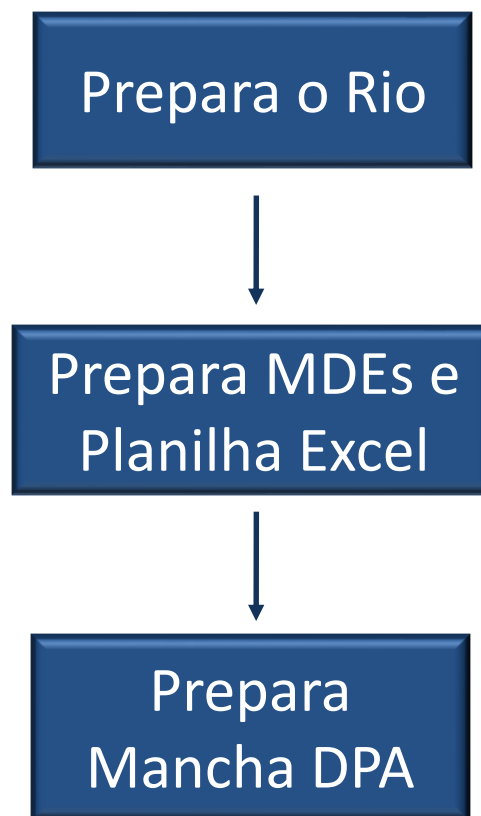 Prepara o Rio
Prepara MDEs e
Planilha Excel
Prepara
Mancha DPA